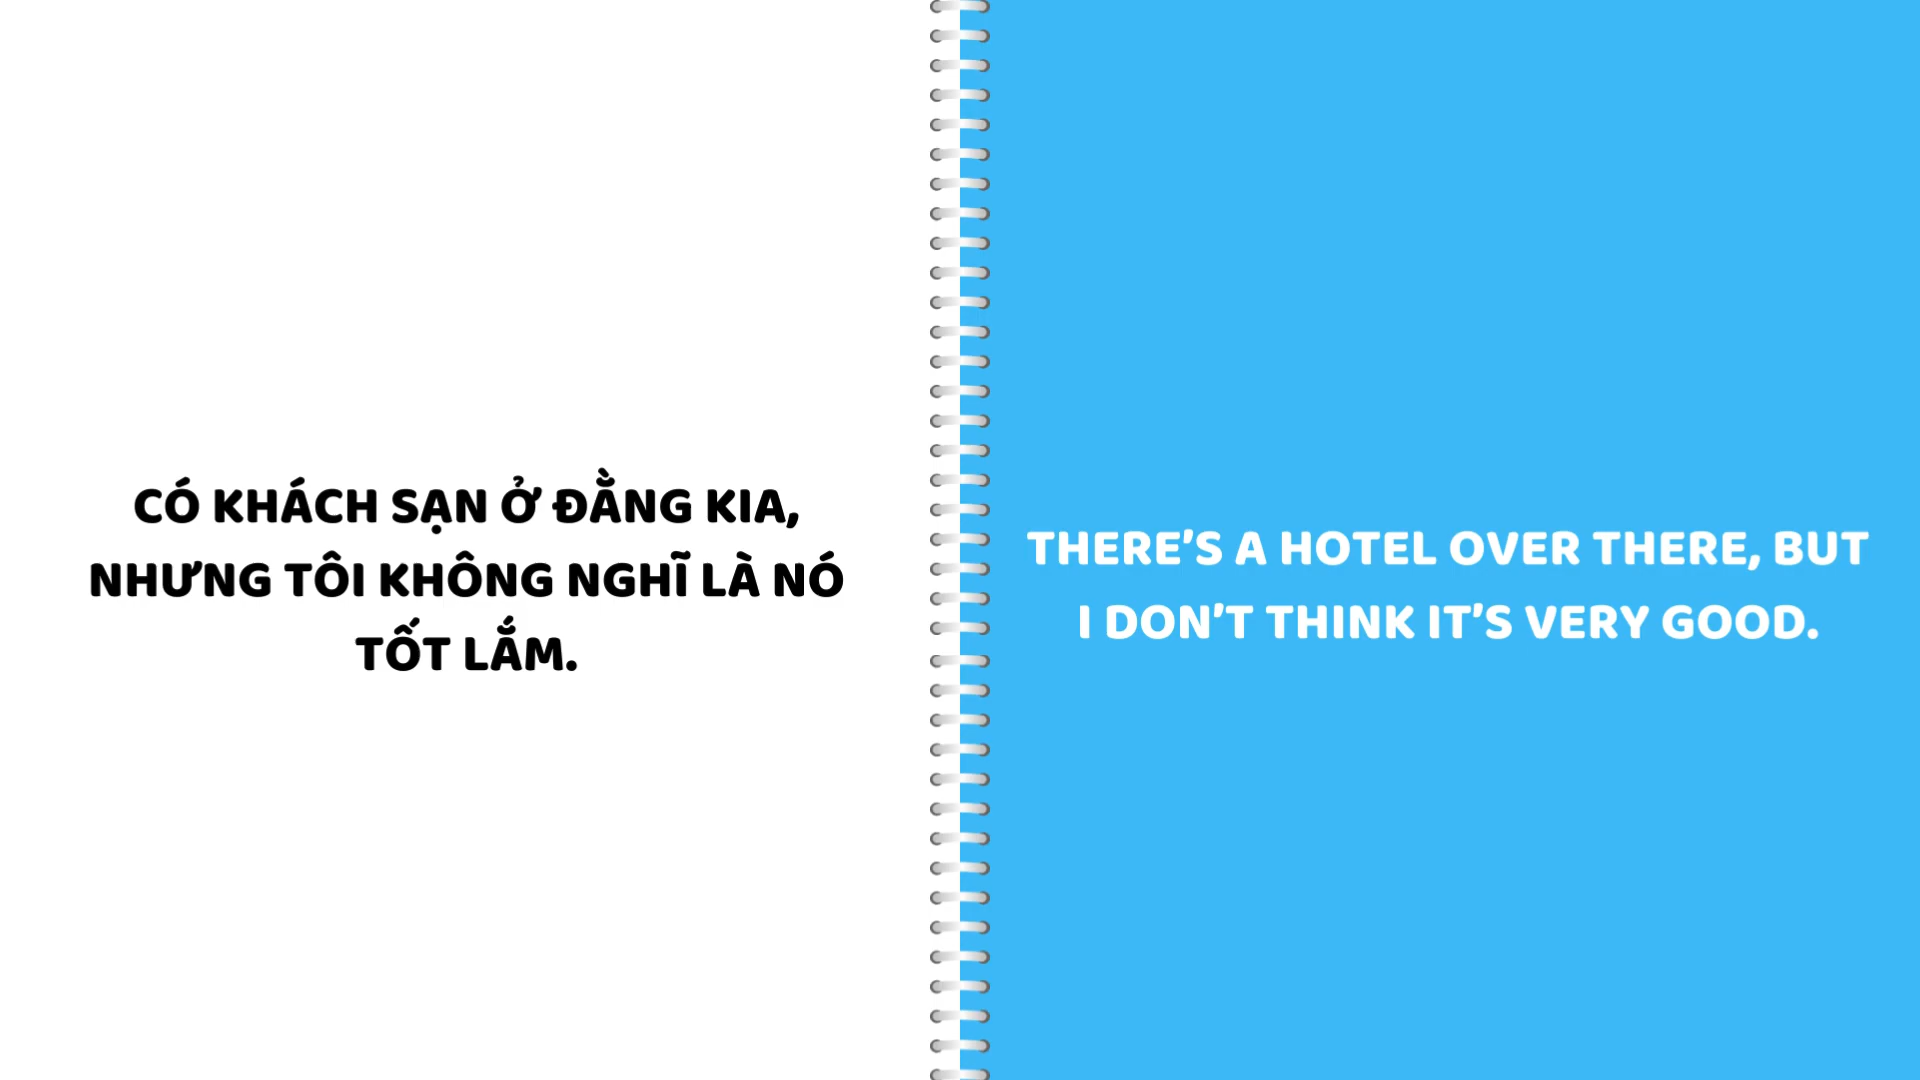 CÓ KHÁCH SẠN Ở ĐẰNG KIA,
NHƯNG TÔI KHÔNG NGHĨ LÀ NÓ
TỐT LẮM.
THERE'S A HOTEL OVER THERE, BUT
I DON'T THINK IT'S VERY GOOD.